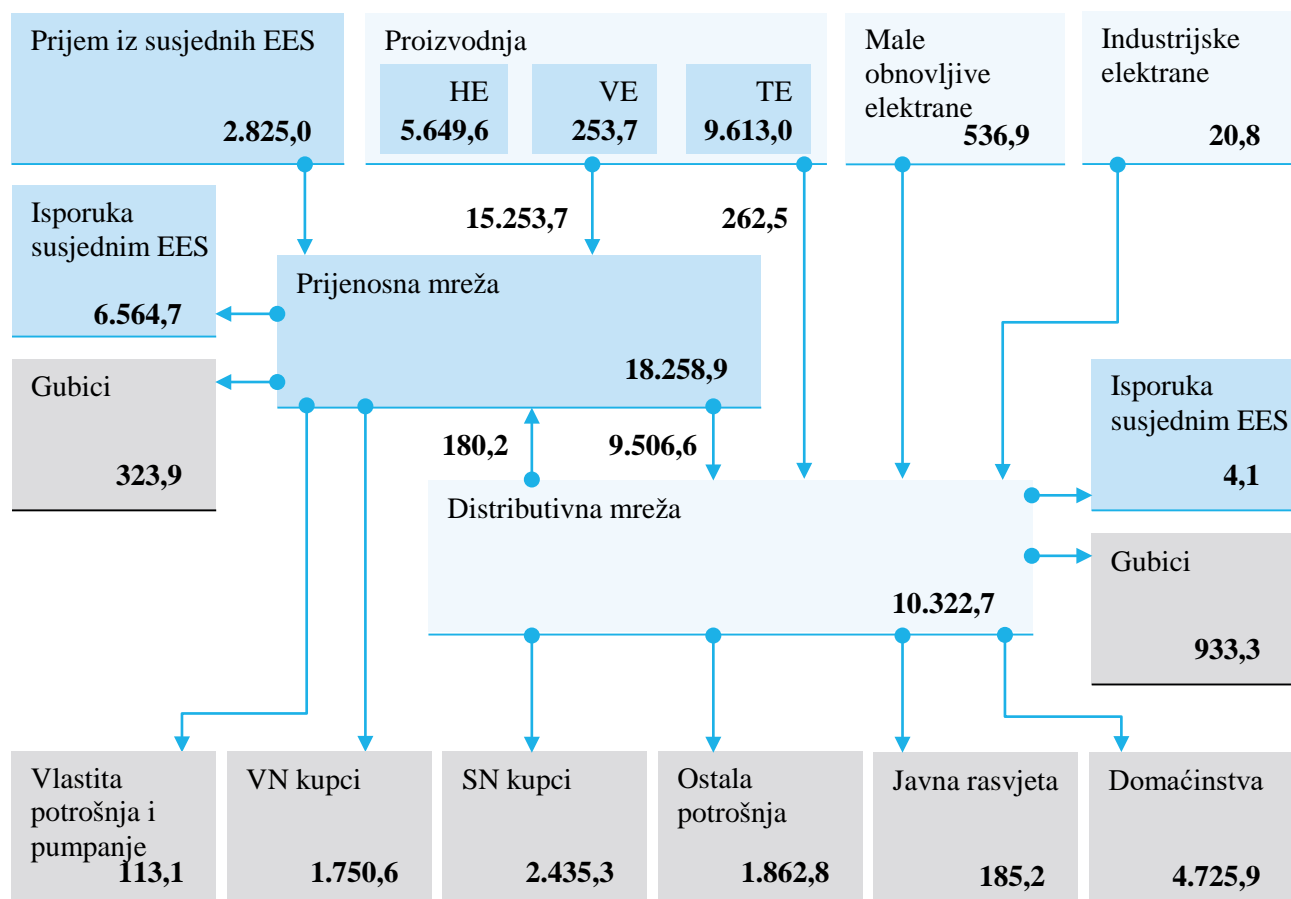 Prijem iz susjednih EES
2.825,0
Proizvodnja
HE
5.649,6
VE
253,7
TE
9.613,0
Male
obnovljive
elektrane
536,9
Industrijske
elektrane
20,8
Isporuka
susjednim EES
6.564,7
15.253,7
262,5
Prijenosna mreža
18.258,9
Gubici
323,9
180,2
9.506,6
Isporuka
susjednim EES
4,1
Distributivna mreža
10.322,7
Gubici
933,3
Vlastita
potrošnja i
pumpanje
113,1
VN kupci
1.750,6
SN kupci
2.435,3
Ostala
potrošnja
1.862,8
Javna rasvjeta
185,2
Domaćinstva
4.725,9